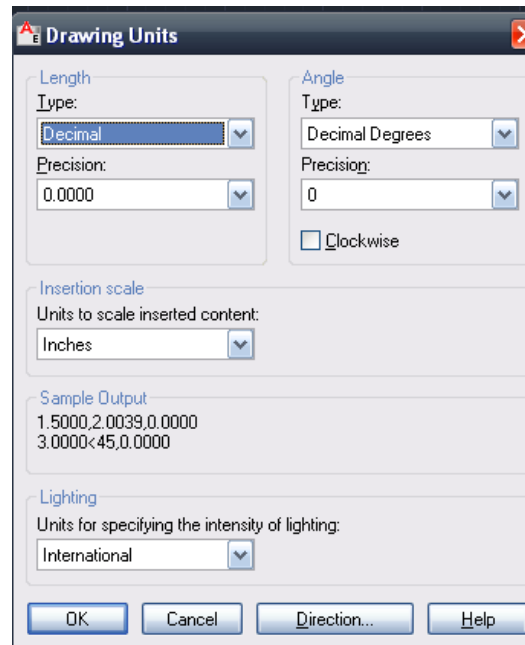 Drawing Units
Length
Type:
Decimal
Precision:
0.0000
Angle
Type:
Decimal Degrees
Precision:
0
Clockwise
Insertion scale
Units to scale inserted content:
Inches
Sample Output
1.5000,2.0039,0.0000
3.0000<45,0.0000
Lighting
Units for specifying the intensity of lighting:
International
OK
Cancel
Direction...
Help